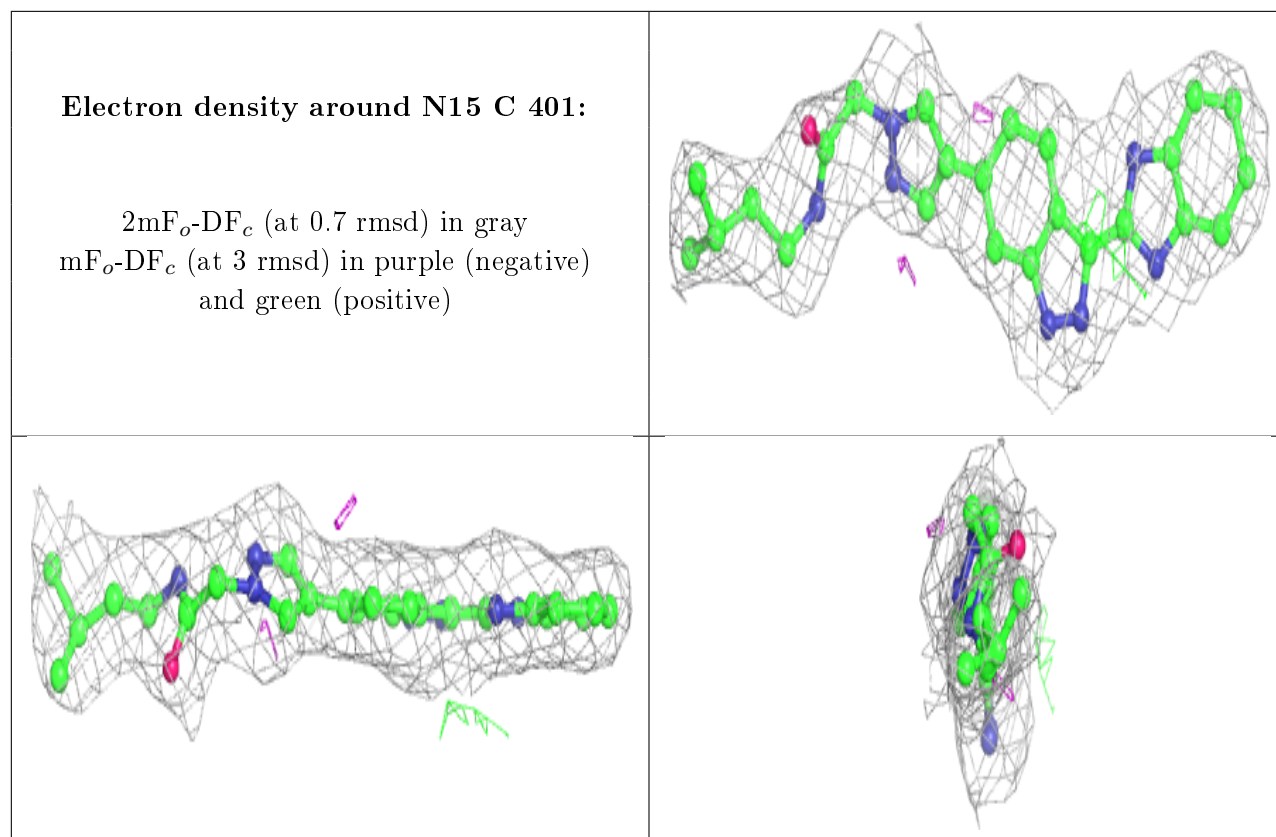 Electron density around N15 C 401:
2mFₒ-DF𝒸 (at 0.7 rmsd) in gray
mFₒ-DF𝒸 (at 3 rmsd) in purple (negative)
and green (positive)